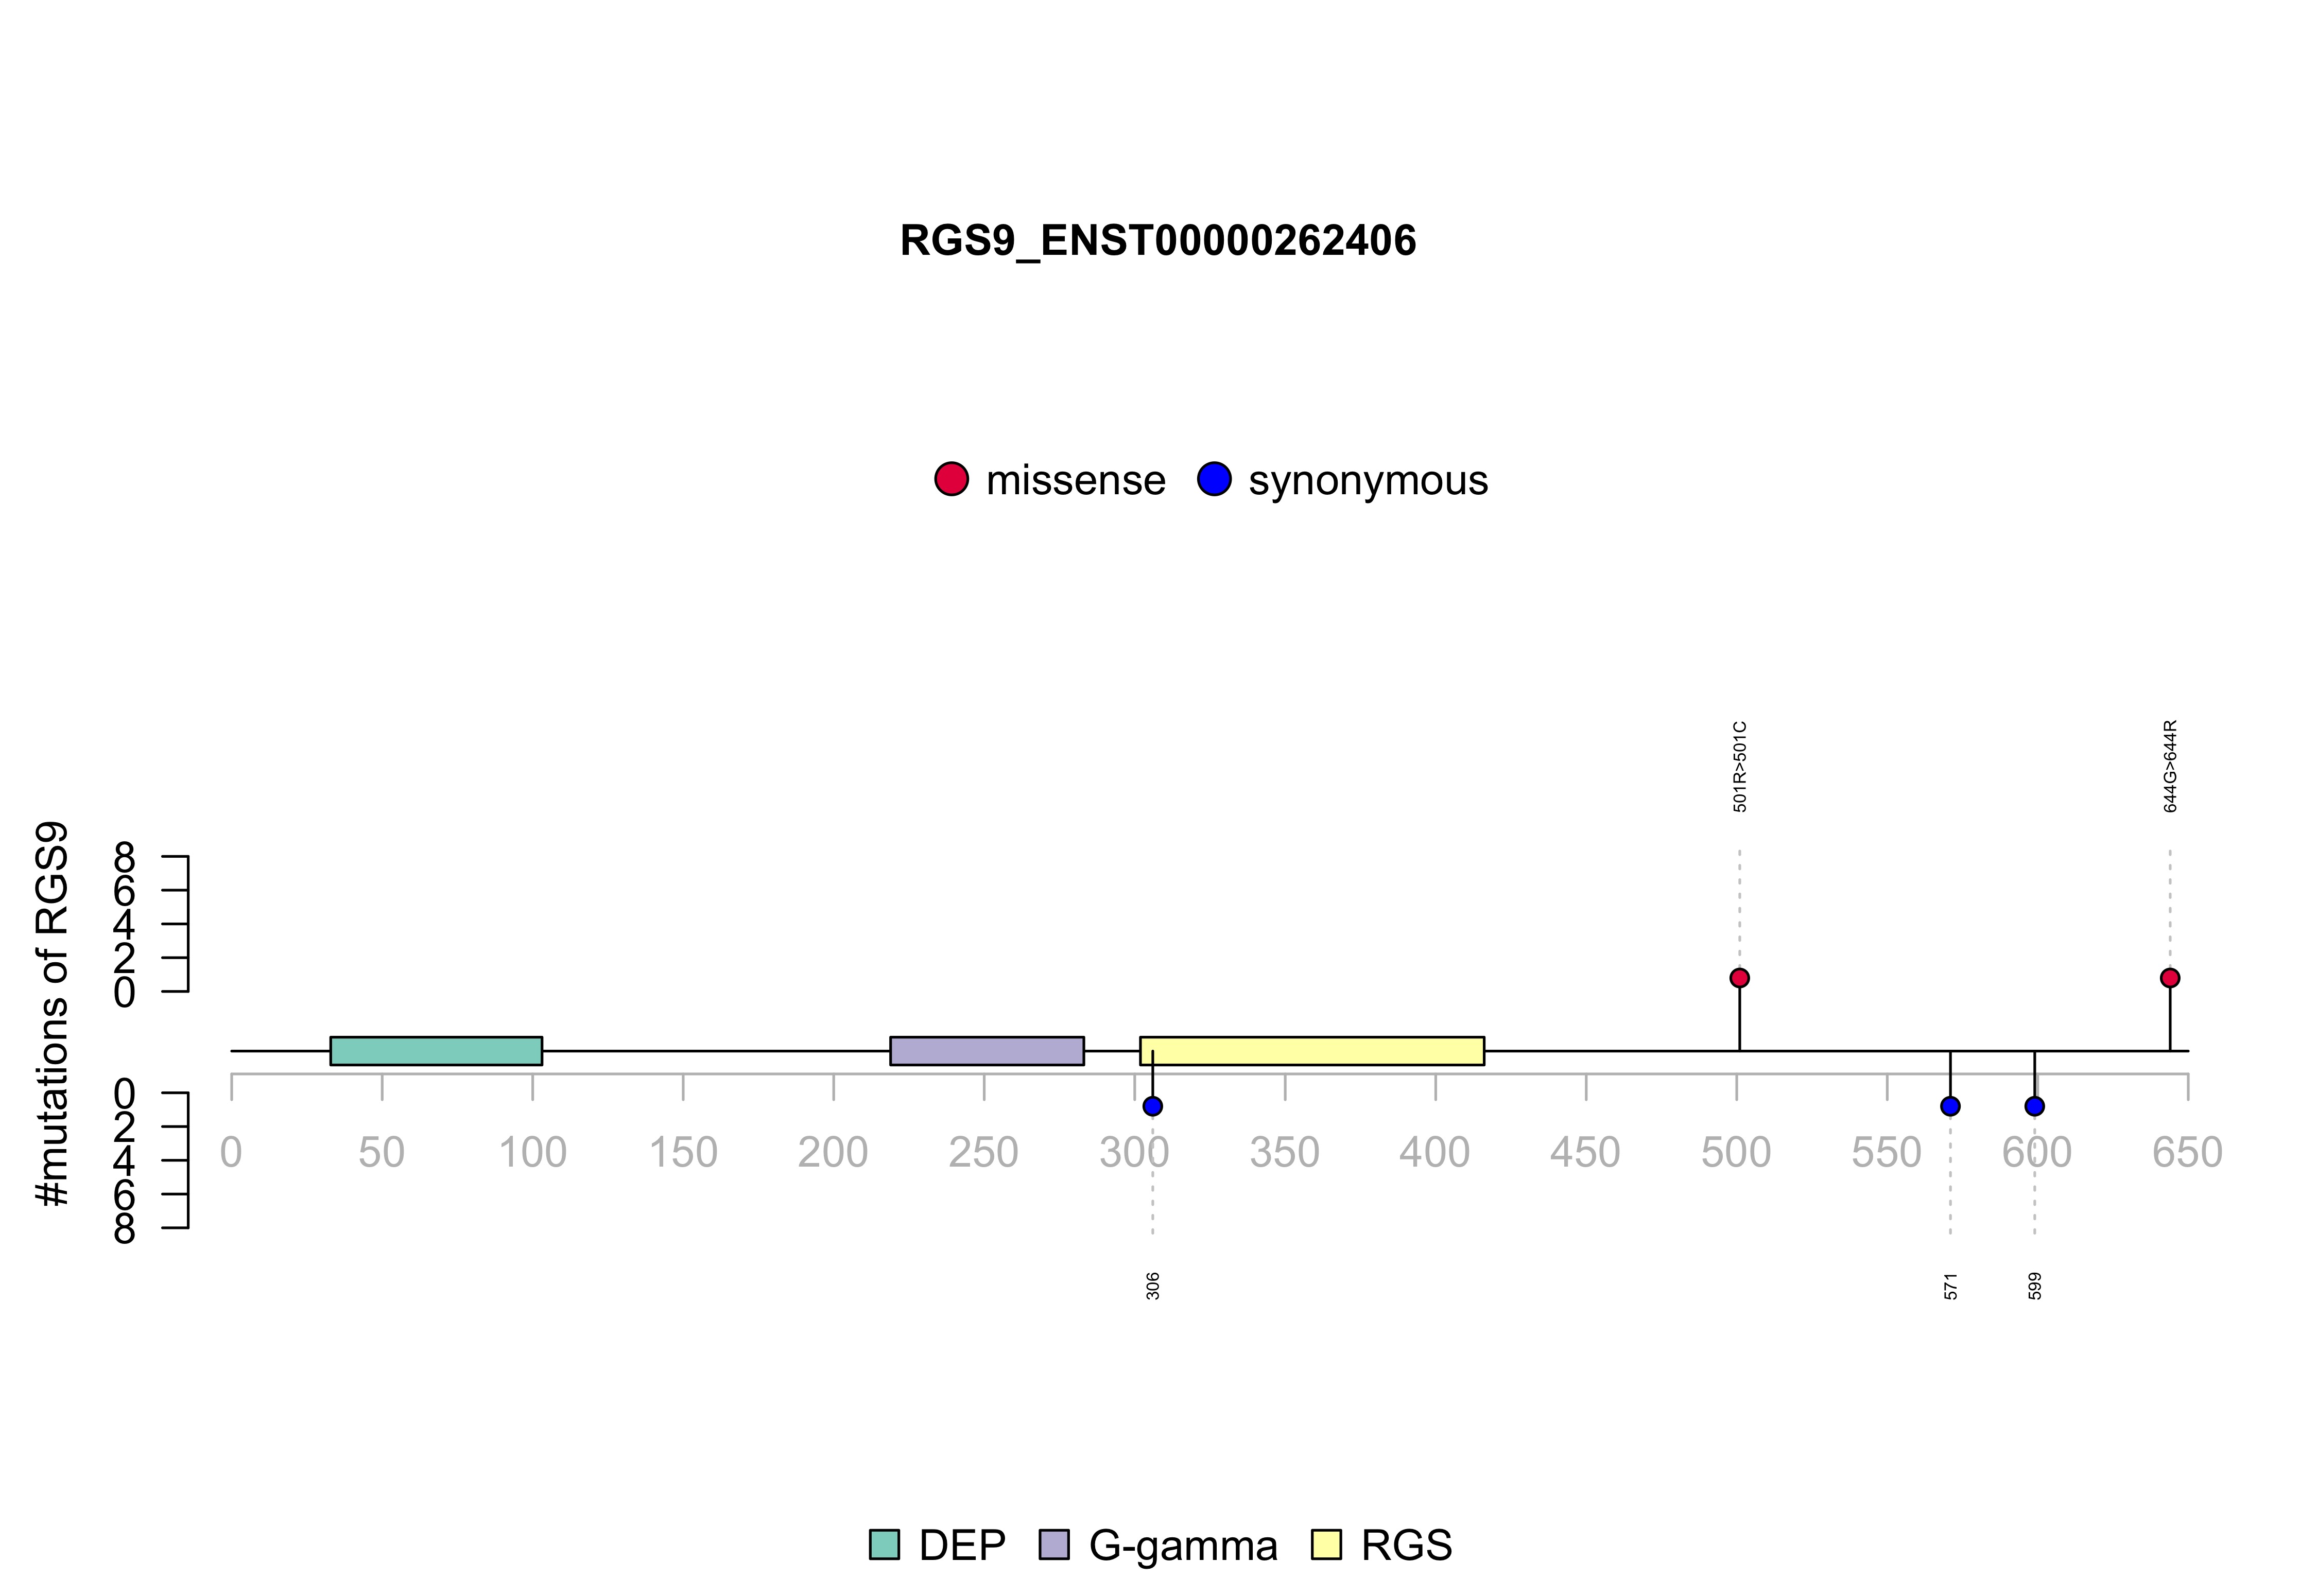 RGS9_ENST00000262406
missense synonymous
501R>501C 644G>644R
#mutations of RGS9
8
6
4
2
0
0
2
4
6
8
0 50 100 150 200 250 300 350 400 450 500 550 600 650
306 571 599
DEP G-gamma RGS